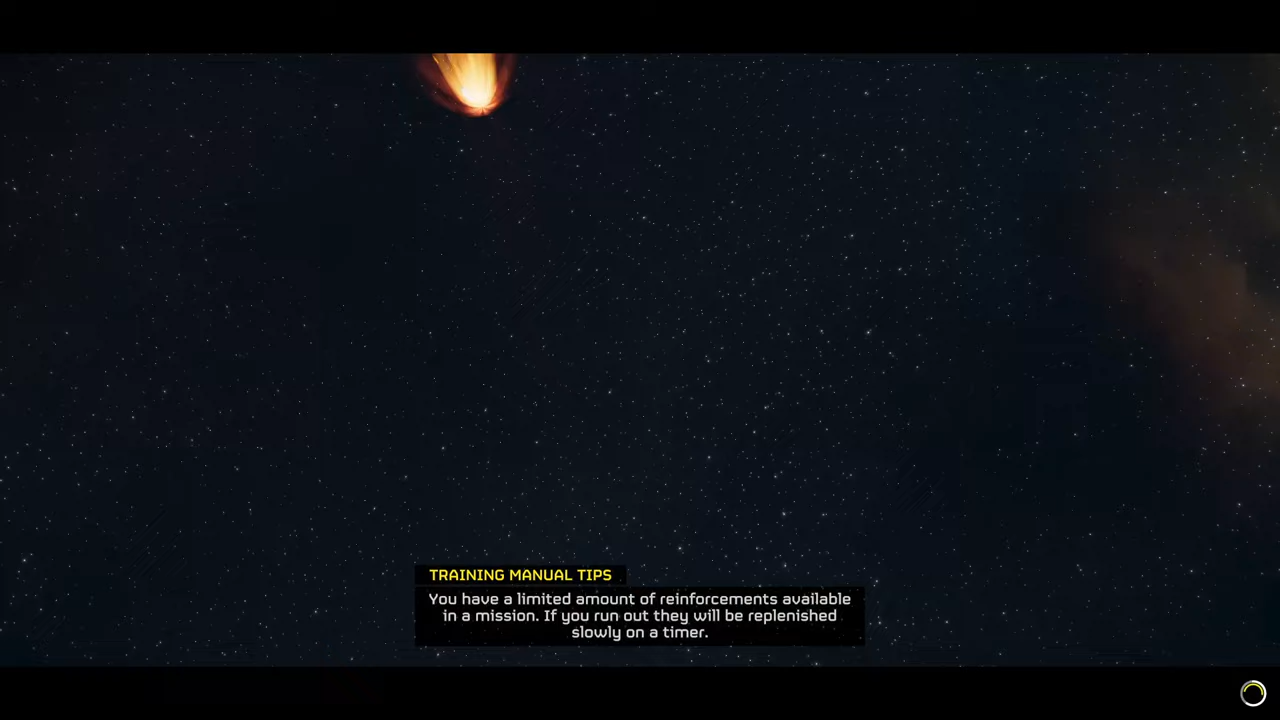 TRAINING MANUAL TIPS
You have a limited amount of reinforcements available
in a mission. If you run out they will be replenished
slowly on a timer.